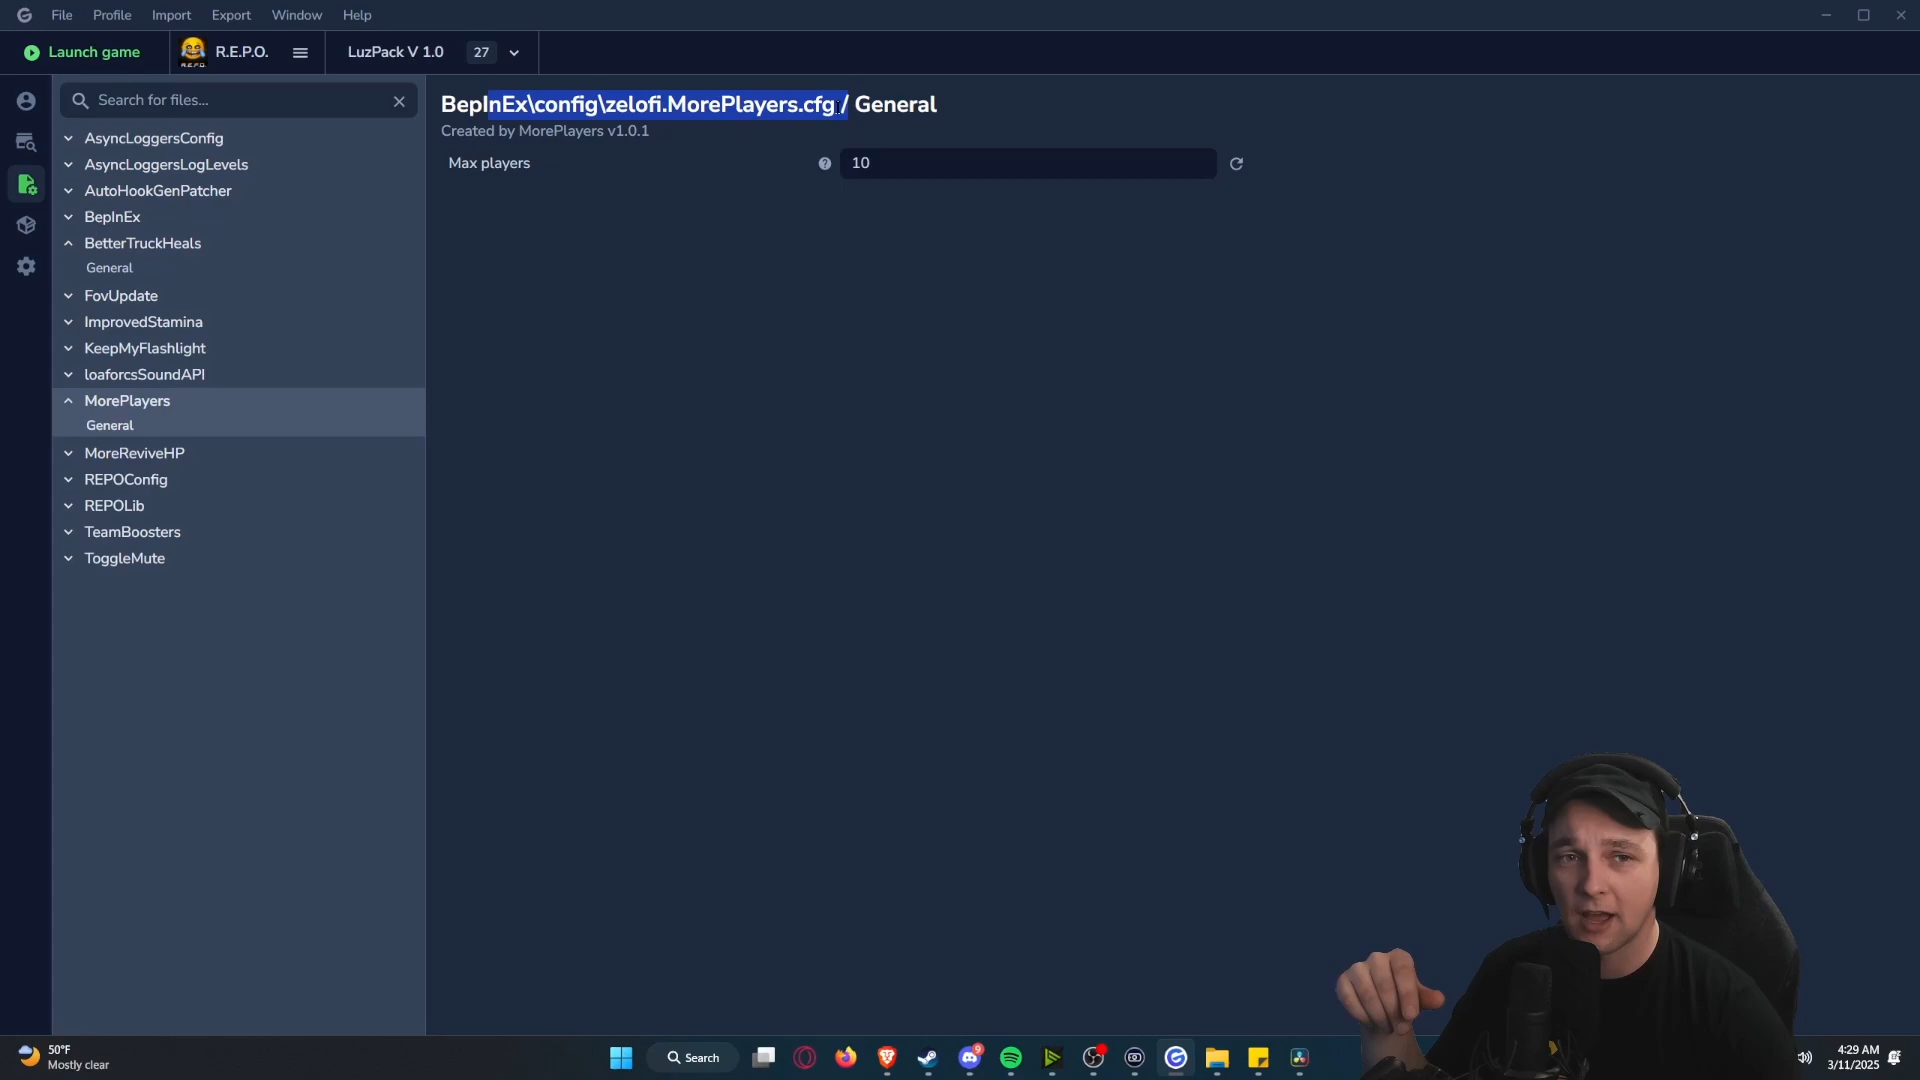 File Profile Import Export Window Help
Launch game R.E.P.O. LuzPack V 1.0 27
Search for files...
AsyncLoggersConfig
AsyncLoggersLogLevels
AutoHookGenPatcher
BepInEx
BetterTruckHeals
General
FovUpdate
ImprovedStamina
KeepMyFlashlight
loaforcsSoundAPI
MorePlayers
General
MoreReviveHP
REPOConfig
REPOLib
TeamBoosters
ToggleMute
BepInEx\config\zelofi.MorePlayers.cfg / General
Created by MorePlayers v1.0.1
Max players 10
50°F
Mostly clear
Search
9
4:29 AM
3/11/2025